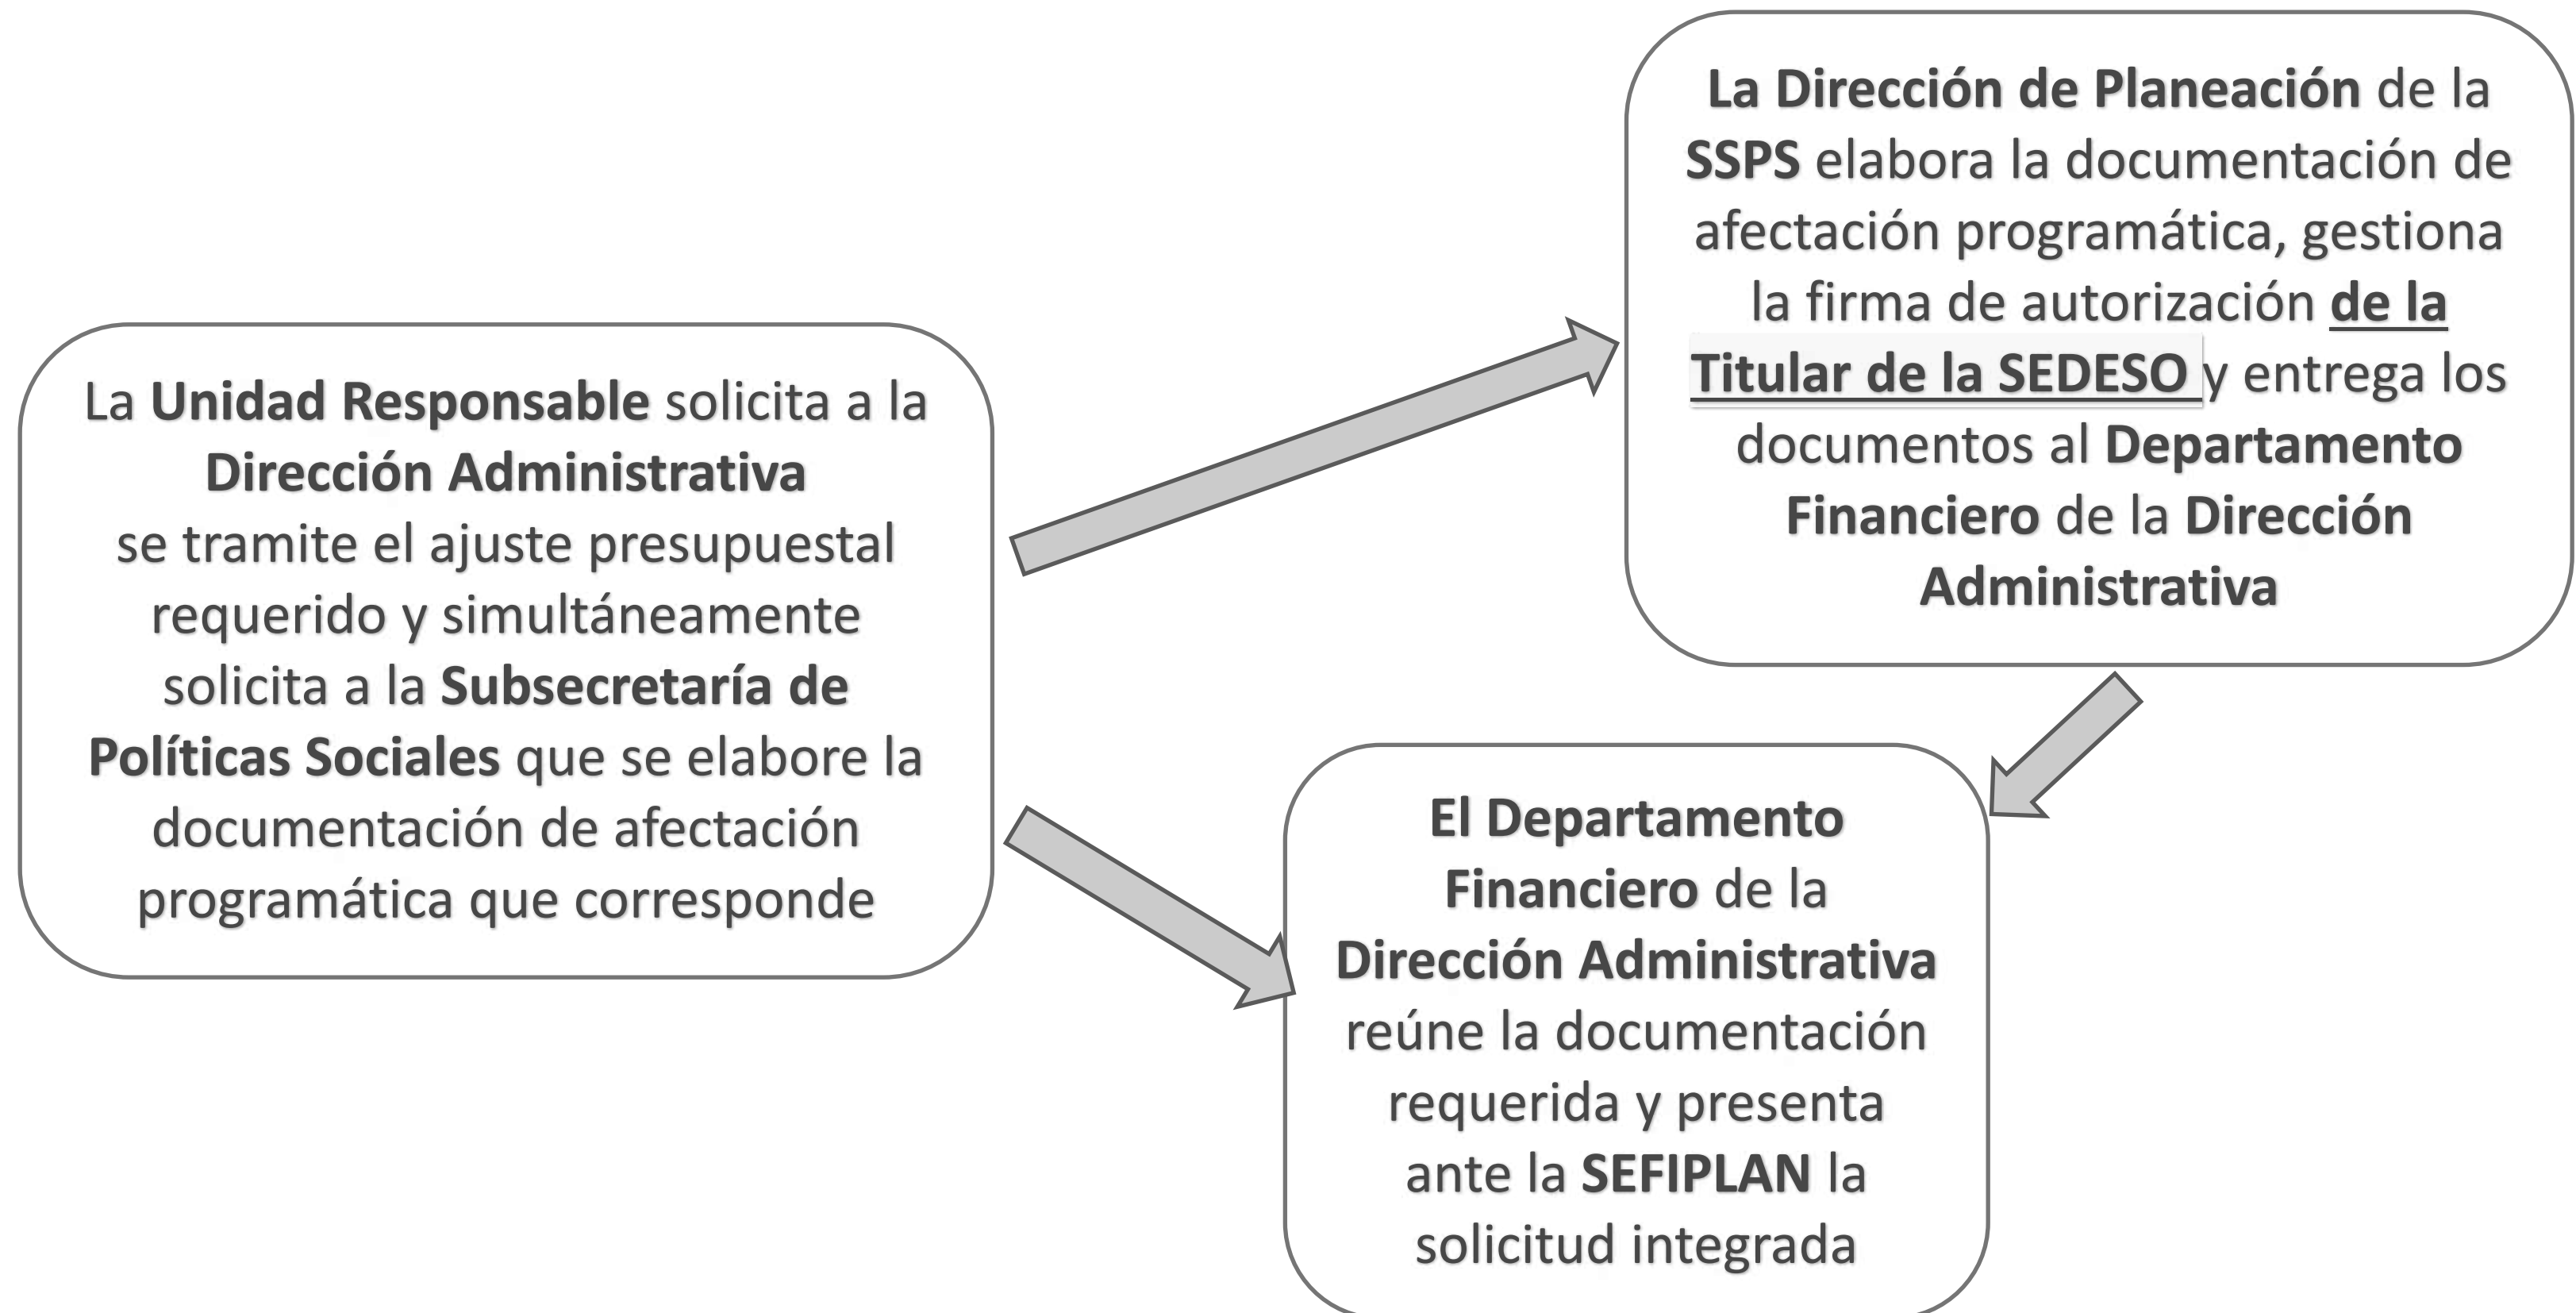 La Unidad Responsable solicita a la
Dirección Administrativa
se tramite el ajuste presupuestal
requerido y simultáneamente
solicita a la Subsecretaría de
Políticas Sociales que se elabore la
documentación de afectación
programática que corresponde
La Dirección de Planeación de la
SSPS elabora la documentación de
afectación programática, gestiona
la firma de autorización de la
Titular de la SEDESO y entrega los
documentos al Departamento
Financiero de la Dirección
Administrativa
El Departamento
Financiero de la
Dirección Administrativa
reúne la documentación
requerida y presenta
ante la SEFIPLAN la
solicitud integrada